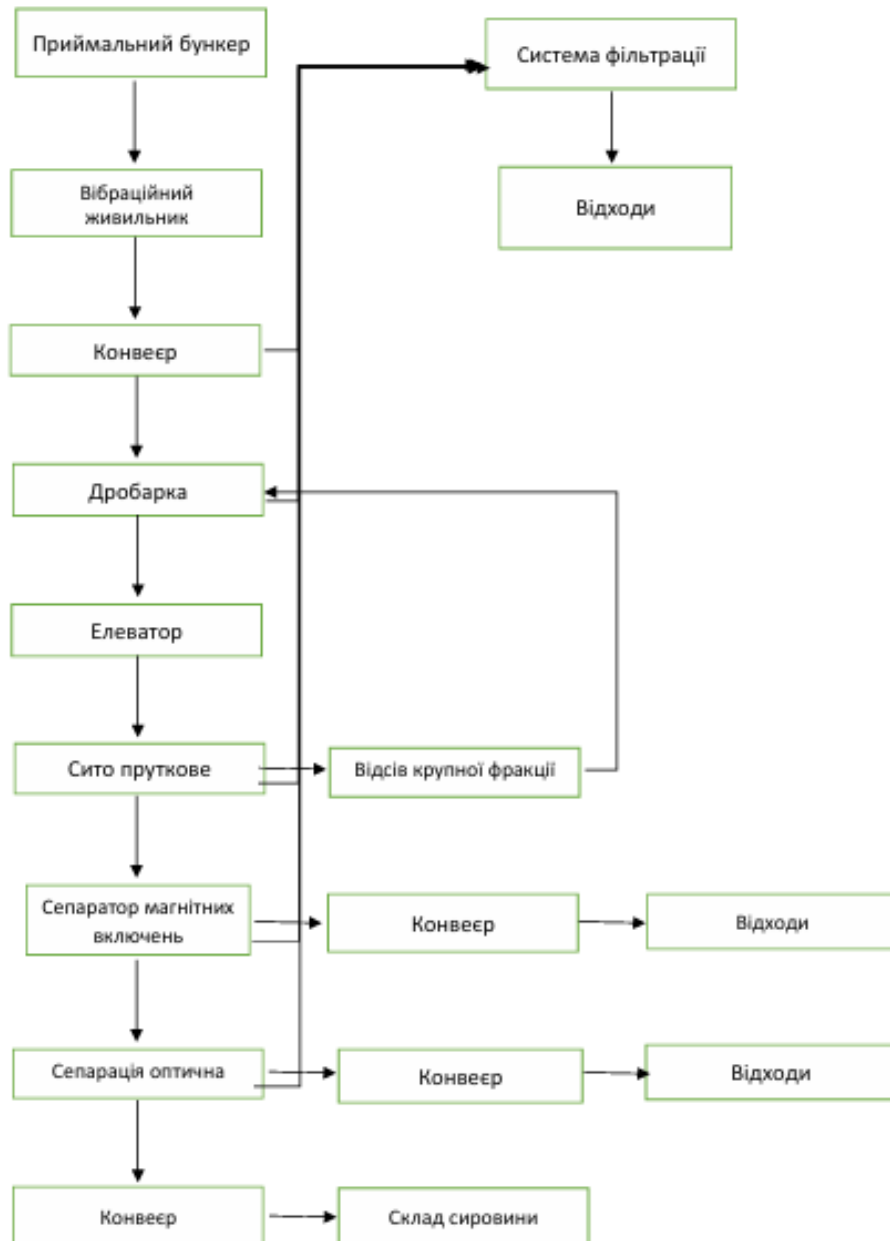 Приймальний бункер
Система фільтрації
Вібраційний
живильник
Відходи
Конвеєр
Дробарка
Елеватор
Сито пруткове
Відсів крупної фракції
Сепаратор магнітних
включень
Конвеєр
Відходи
Сепарація оптична
Конвеєр
Відходи
Конвеєр
Склад сировини